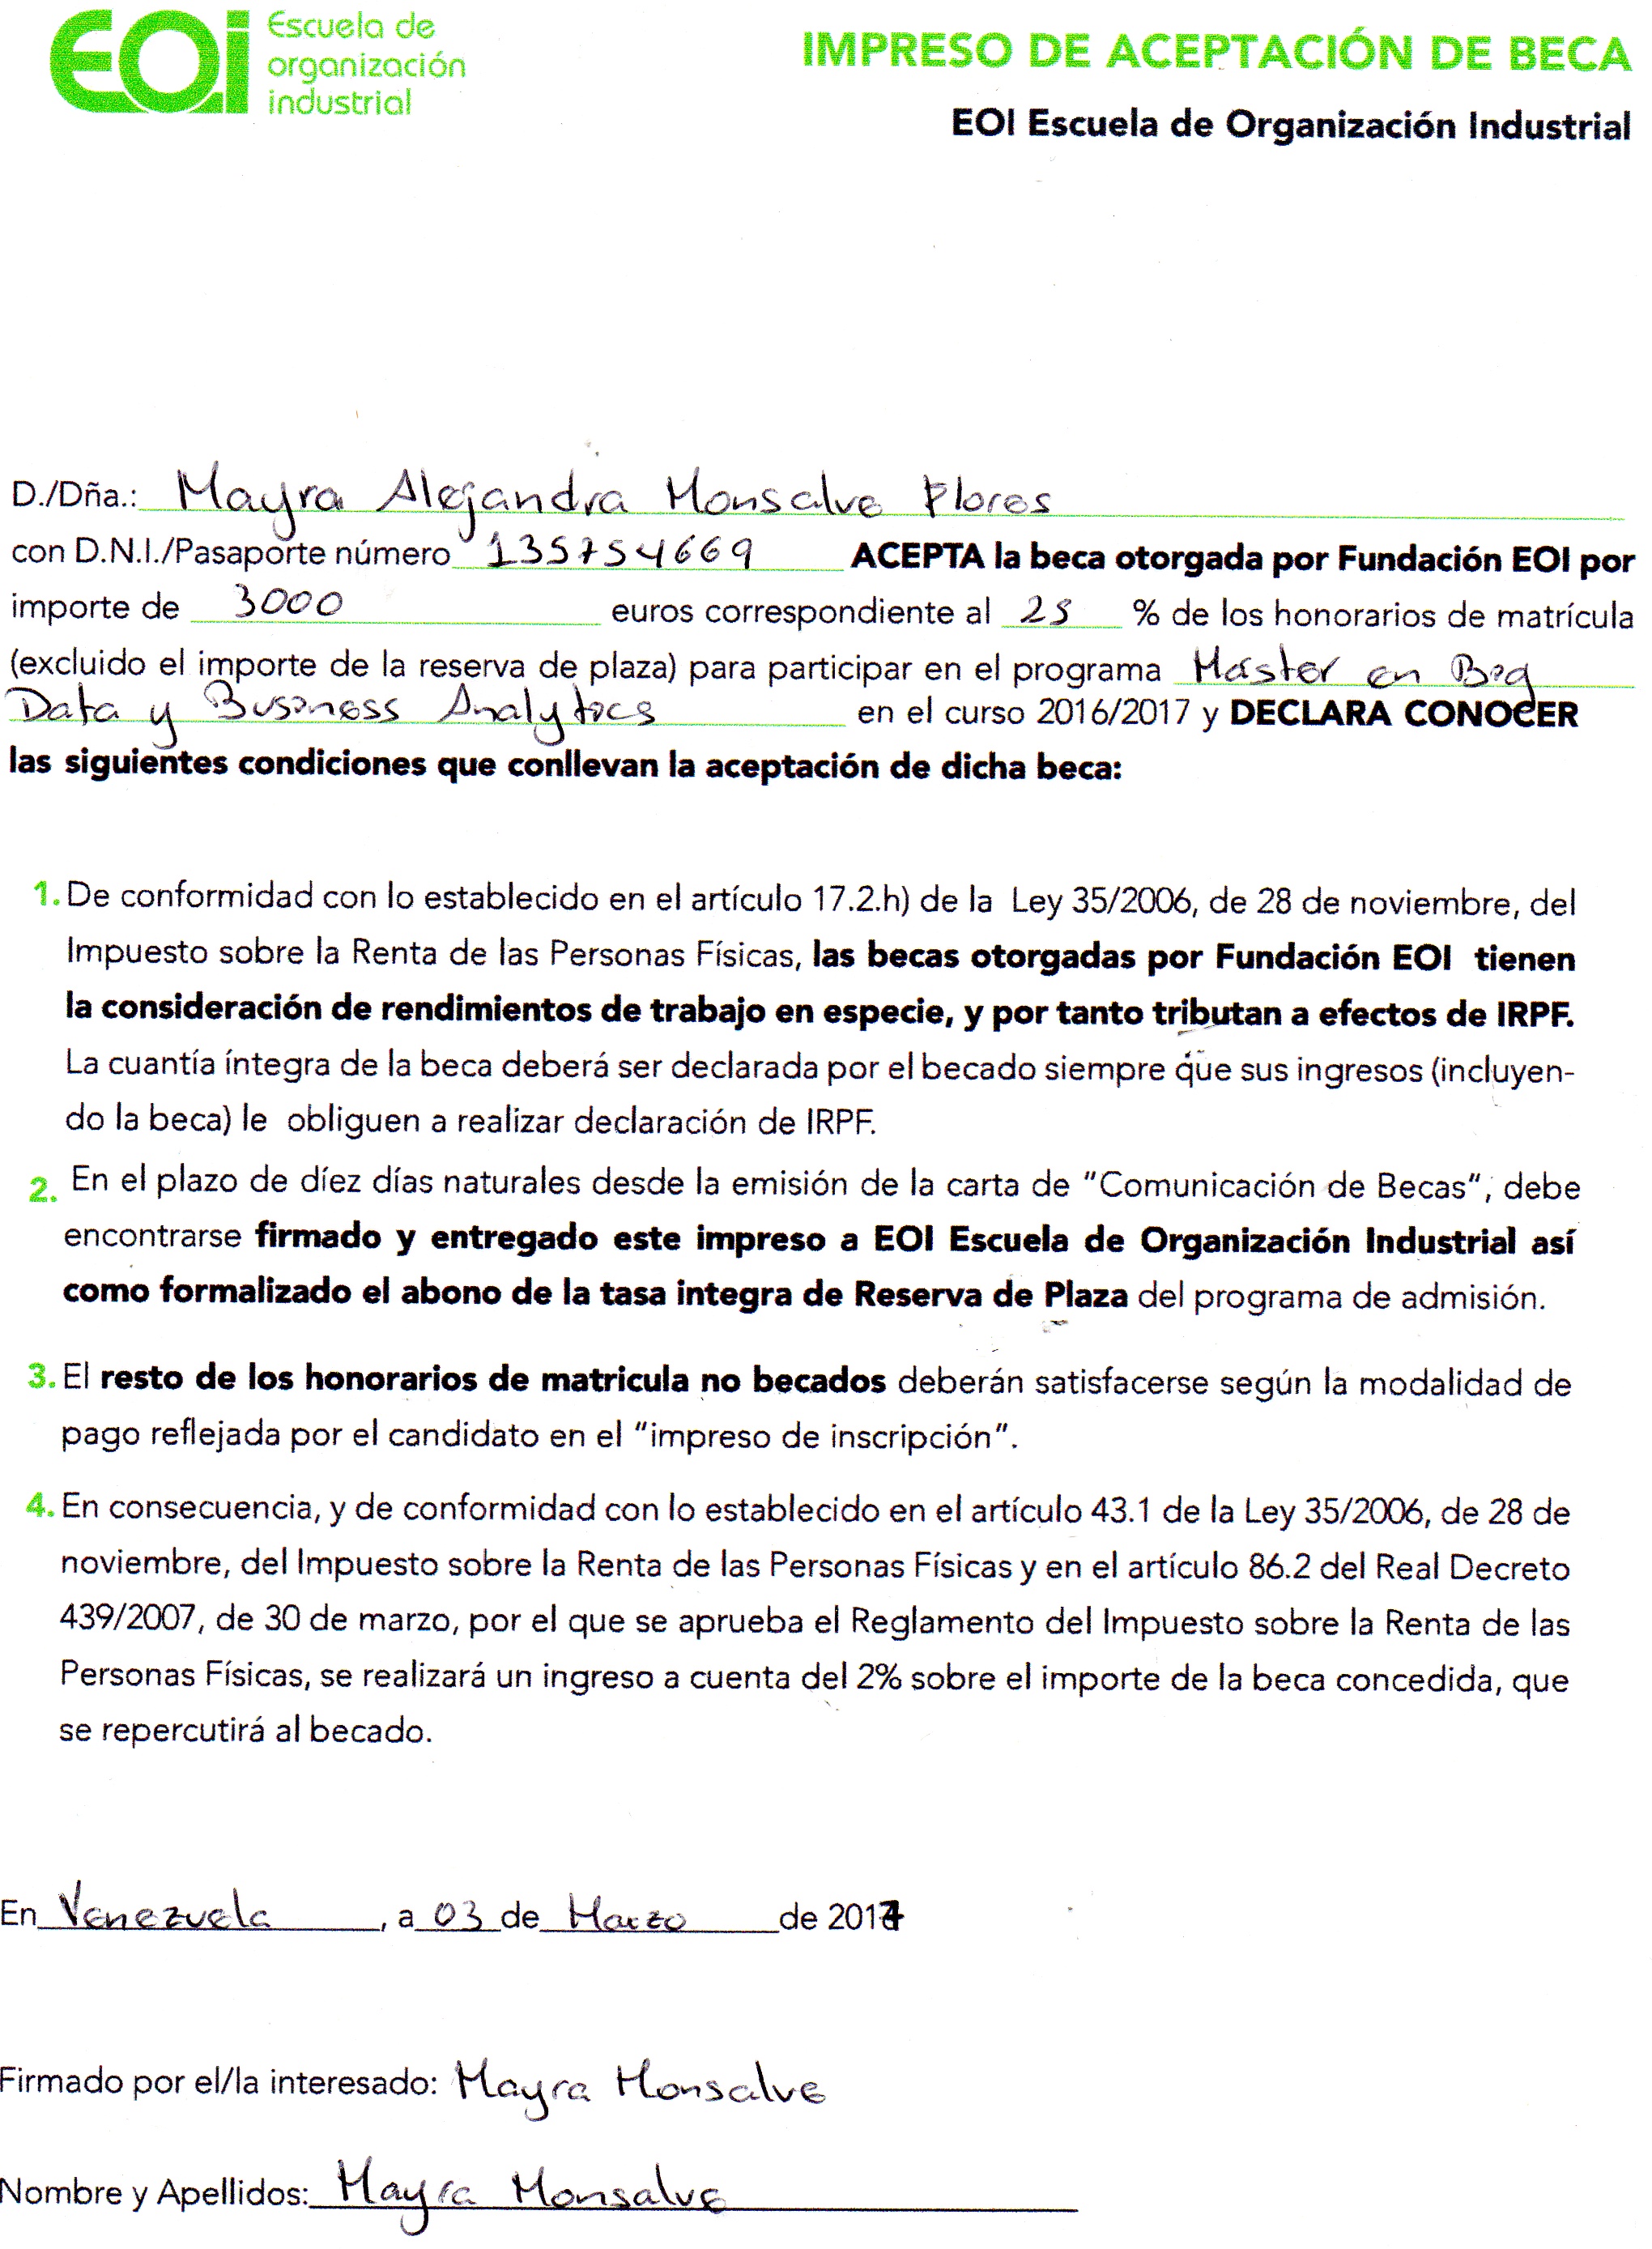 EOI Escuela de
organización
industrial
IMPRESO DE ACEPTACIÓN DE BECA
EOI Escuela de Organización Industrial
D./Dña.: Mayra Alejandra Monsalve Flores
con D.N.I./Pasaporte número 135754669 ACEPTA la beca otorgada por Fundación EOI por
importe de 3000 euros correspondiente al 25 % de los honorarios de matrícula
(excluido el importe de la reserva de plaza) para participar en el programa Máster en Big
Data y Business Analytics en el curso 2016/2017 y DECLARA CONOCER
las siguientes condiciones que conllevan la aceptación de dicha beca:
1. De conformidad con lo establecido en el artículo 17.2.h) de la Ley 35/2006, de 28 de noviembre, del
Impuesto sobre la Renta de las Personas Físicas, las becas otorgadas por Fundación EOI tienen
la consideración de rendimientos de trabajo en especie, y por tanto tributan a efectos de IRPF.
La cuantía íntegra de la beca deberá ser declarada por el becado siempre que sus ingresos (incluyen-
do la beca) le obliguen a realizar declaración de IRPF.
2. En el plazo de díez días naturales desde la emisión de la carta de "Comunicación de Becas", debe
encontrarse firmado y entregado este impreso a EOI Escuela de Organización Industrial así
como formalizado el abono de la tasa integra de Reserva de Plaza del programa de admisión.
3. El resto de los honorarios de matricula no becados deberán satisfacerse según la modalidad de
pago reflejada por el candidato en el "impreso de inscripción".
4. En consecuencia, y de conformidad con lo establecido en el artículo 43.1 de la Ley 35/2006, de 28 de
noviembre, del Impuesto sobre la Renta de las Personas Físicas y en el artículo 86.2 del Real Decreto
439/2007, de 30 de marzo, por el que se aprueba el Reglamento del Impuesto sobre la Renta de las
Personas Físicas, se realizará un ingreso a cuenta del 2% sobre el importe de la beca concedida, que
se repercutirá al becado.
En Venezuela, a 03 de Marzo de 2017
Firmado por el/la interesado: Mayra Monsalve
Nombre y Apellidos: Mayra Monsalve